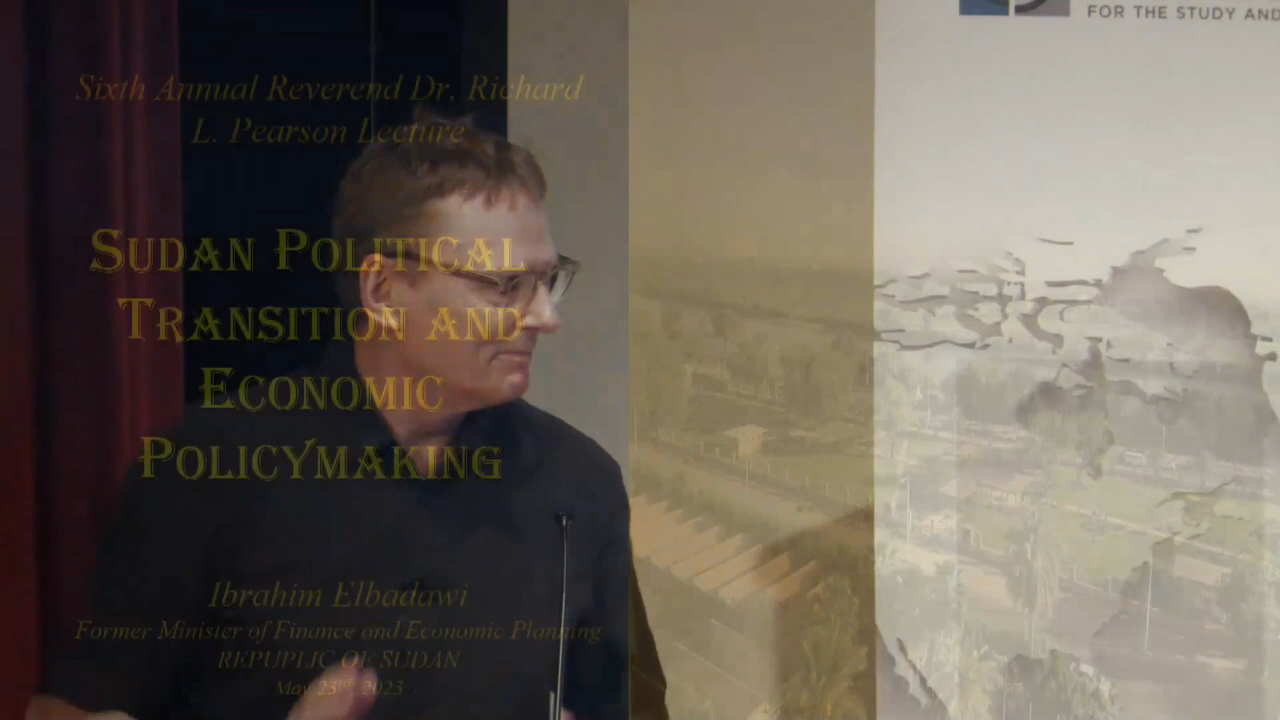 FOR THE STUDY AND
Sixth Annual Reverend Dr. Richard
L. Pearson Lecture
SUDAN POLITICAL
TRANSITION AND
ECONOMIC
POLICYMAKING
Ibrahim Elbadawi
Former Minister of Finance and Economic Planning
REPUPLIC OF SUDAN
May 23rd, 2023